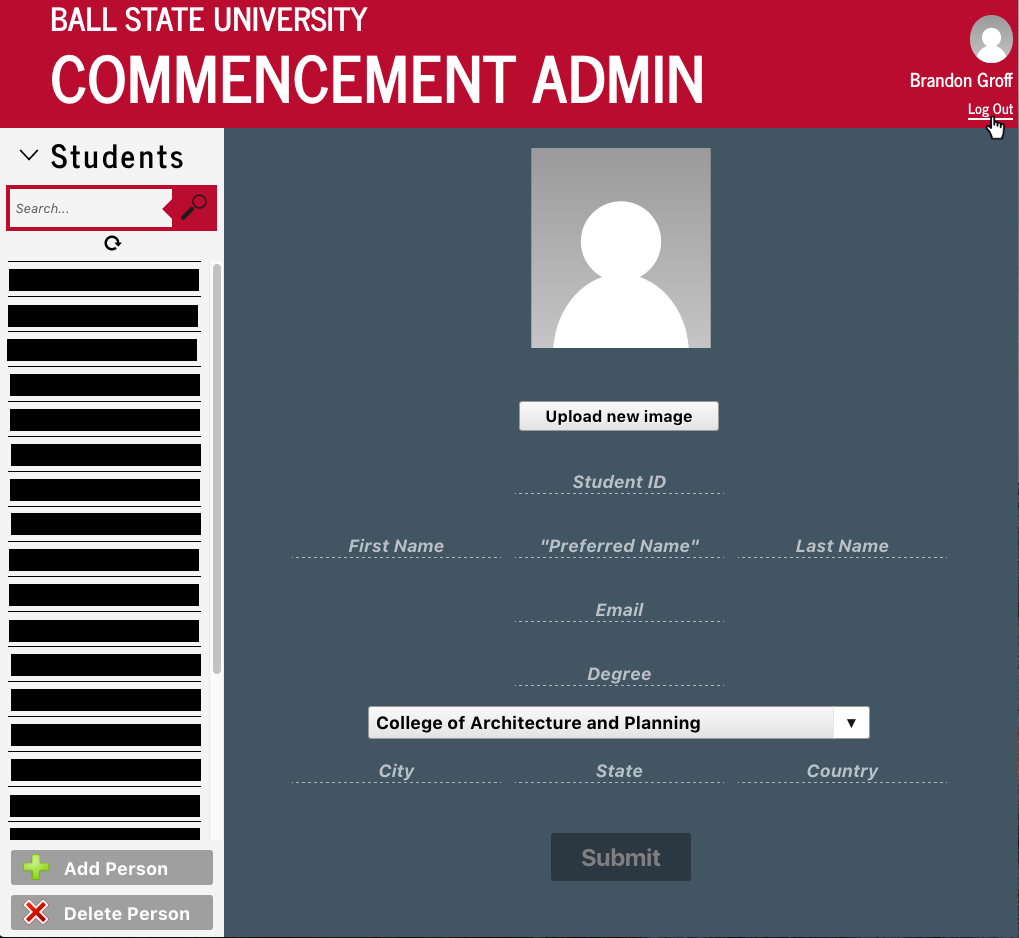 BALL STATE UNIVERSITY
COMMENCEMENT ADMIN
Brandon Groff
Log Out
Students
Search...
Upload new image
Student ID
First Name "Preferred Name" Last Name
Email
Degree
College of Architecture and Planning
City State Country
Submit
Add Person
Delete Person